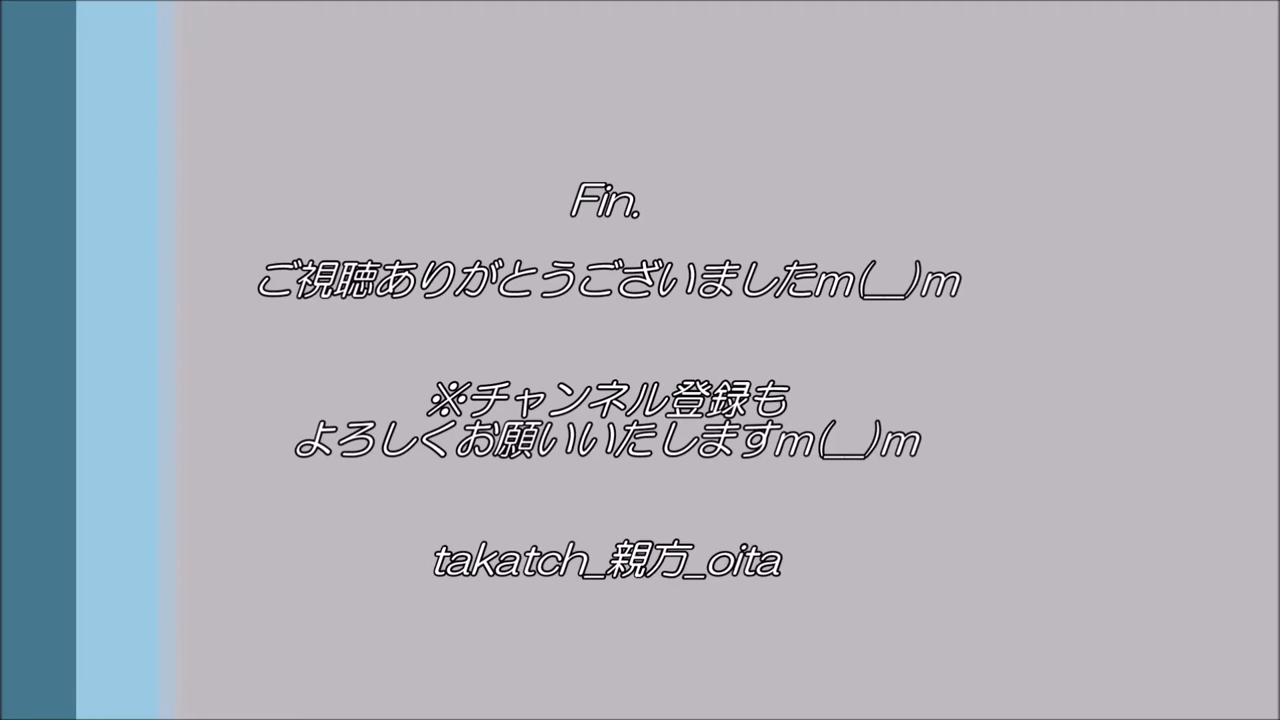 Fin.
ご視聴ありがとうございましたm(__)m
※チャンネル登録も
よろしくお願いいたしますm(__)m
takatch_親方_oita